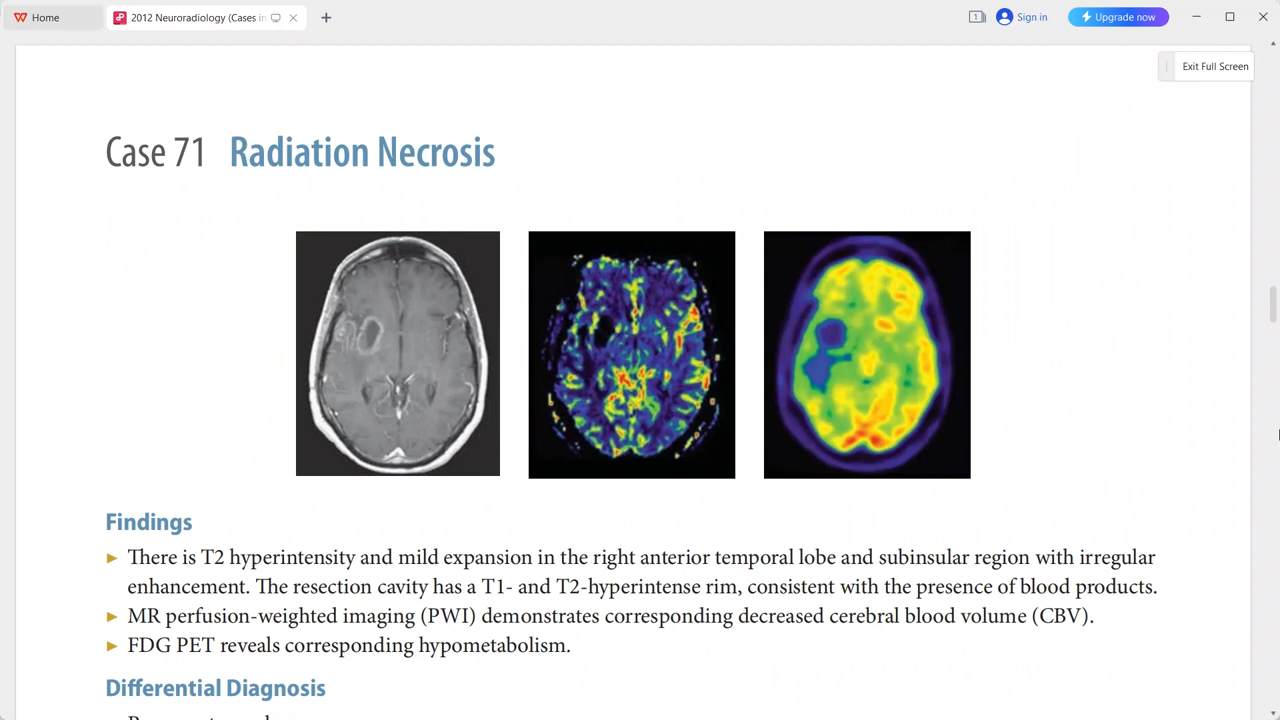 Home
2012 Neuroradiology (Cases in
1
Sign in
Upgrade now
Exit Full Screen
Case 71 Radiation Necrosis
Findings
► There is T2 hyperintensity and mild expansion in the right anterior temporal lobe and subinsular region with irregular
enhancement. The resection cavity has a T1- and T2-hyperintense rim, consistent with the presence of blood products.
► MR perfusion-weighted imaging (PWI) demonstrates corresponding decreased cerebral blood volume (CBV).
► FDG PET reveals corresponding hypometabolism.
Differential Diagnosis